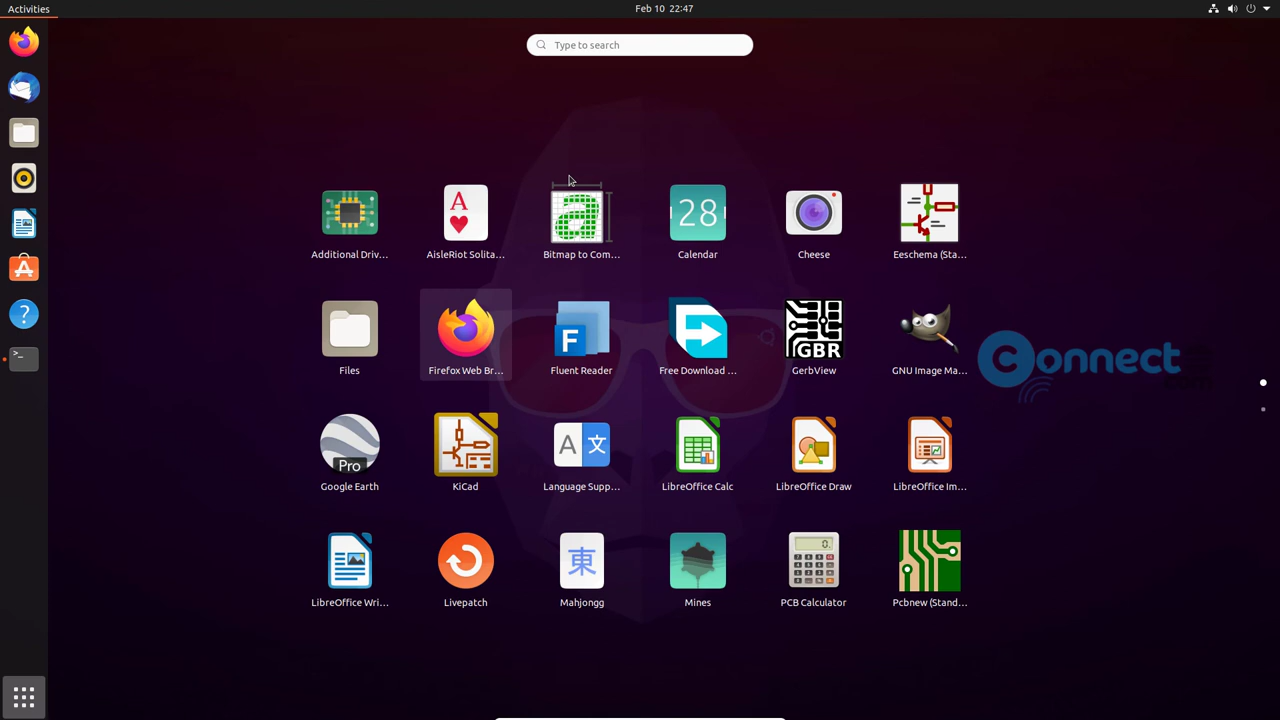 Activities
Feb 10 22:47
Type to search
A
28
Additional Driv...
AisleRiot Solita...
Bitmap to Com...
Calendar
Cheese
Eeschema (Sta...
F
GBR
Connect
Files
Firefox Web Br...
Fluent Reader
Free Download ...
GerbView
GNU Image Ma...
Pro
A 文
Google Earth
KiCad
Language Supp...
LibreOffice Calc
LibreOffice Draw
LibreOffice Im...
東
0.
LibreOffice Wri...
Livepatch
Mahjongg
Mines
PCB Calculator
Pcbnew (Stand...